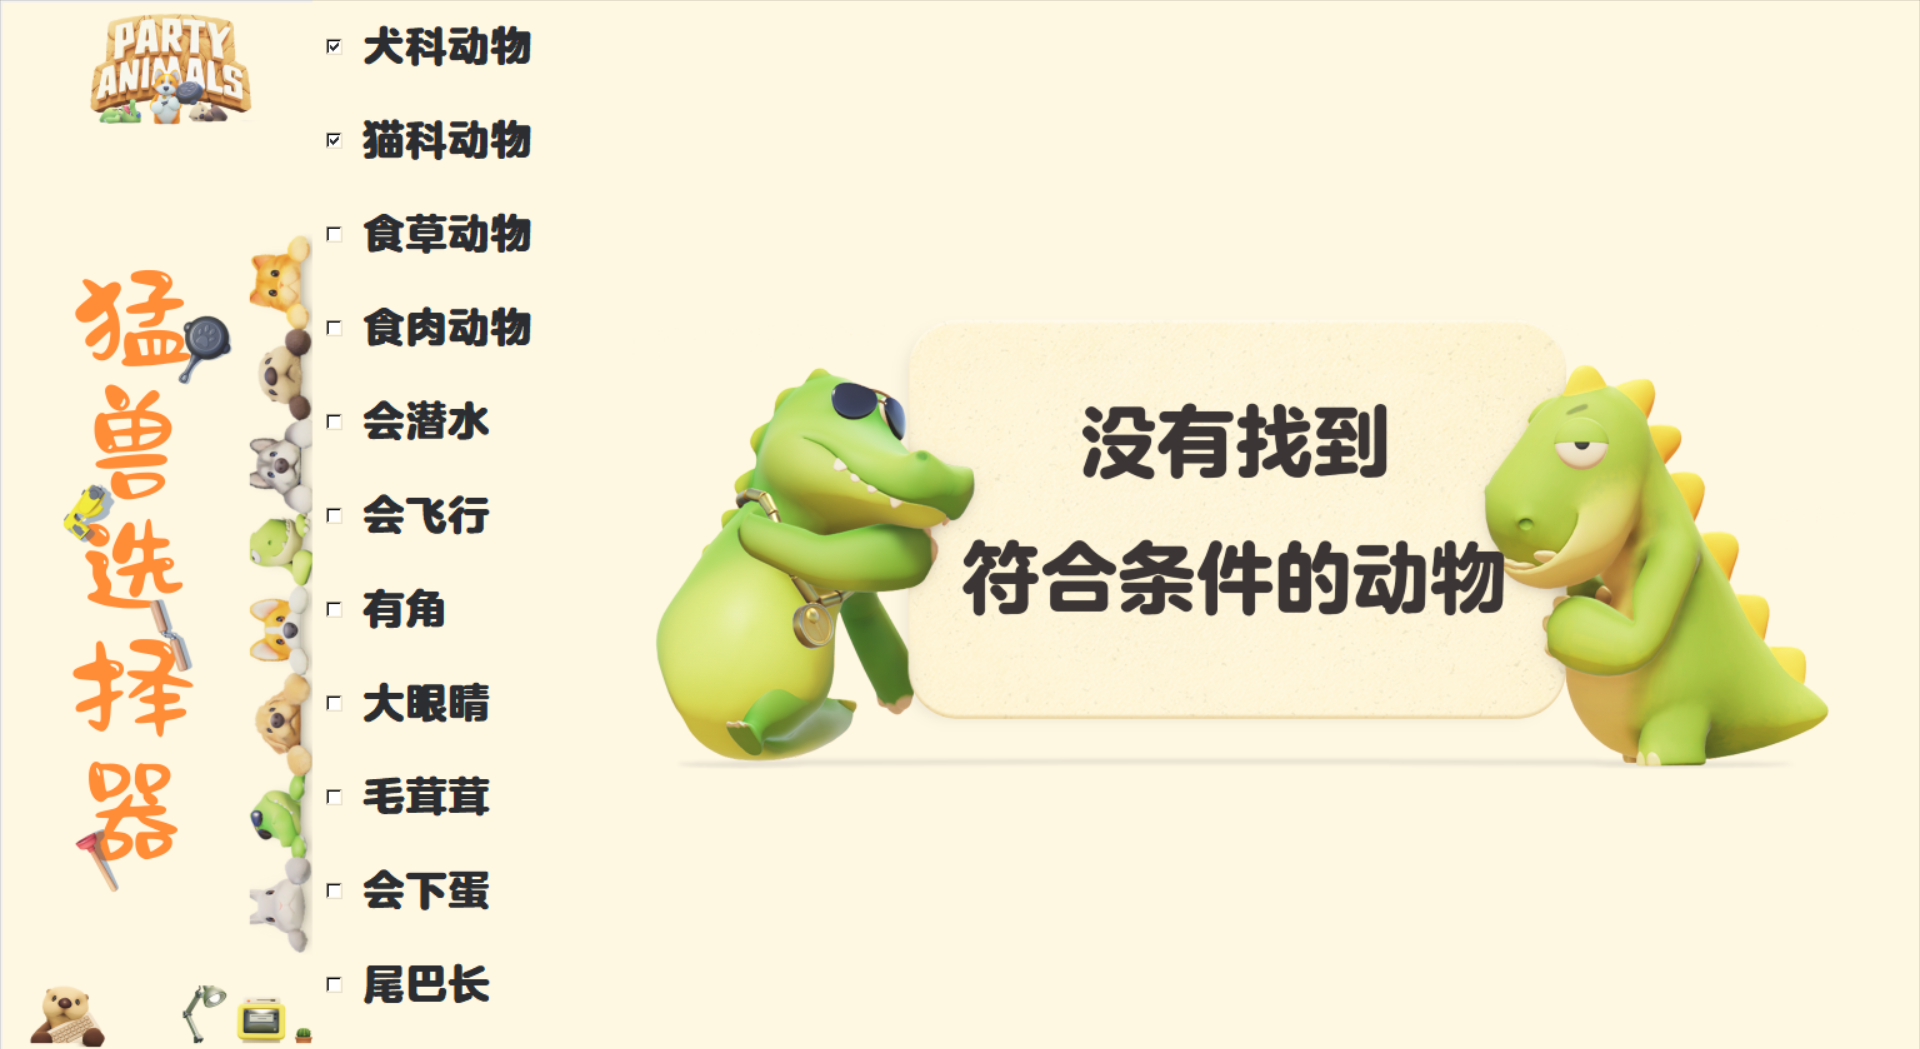 PARTY
ANIMALS
猛兽选择器
犬科动物
猫科动物
食草动物
食肉动物
会潜水
会飞行
有角
大眼睛
毛茸茸
会下蛋
尾巴长
没有找到
符合条件的动物